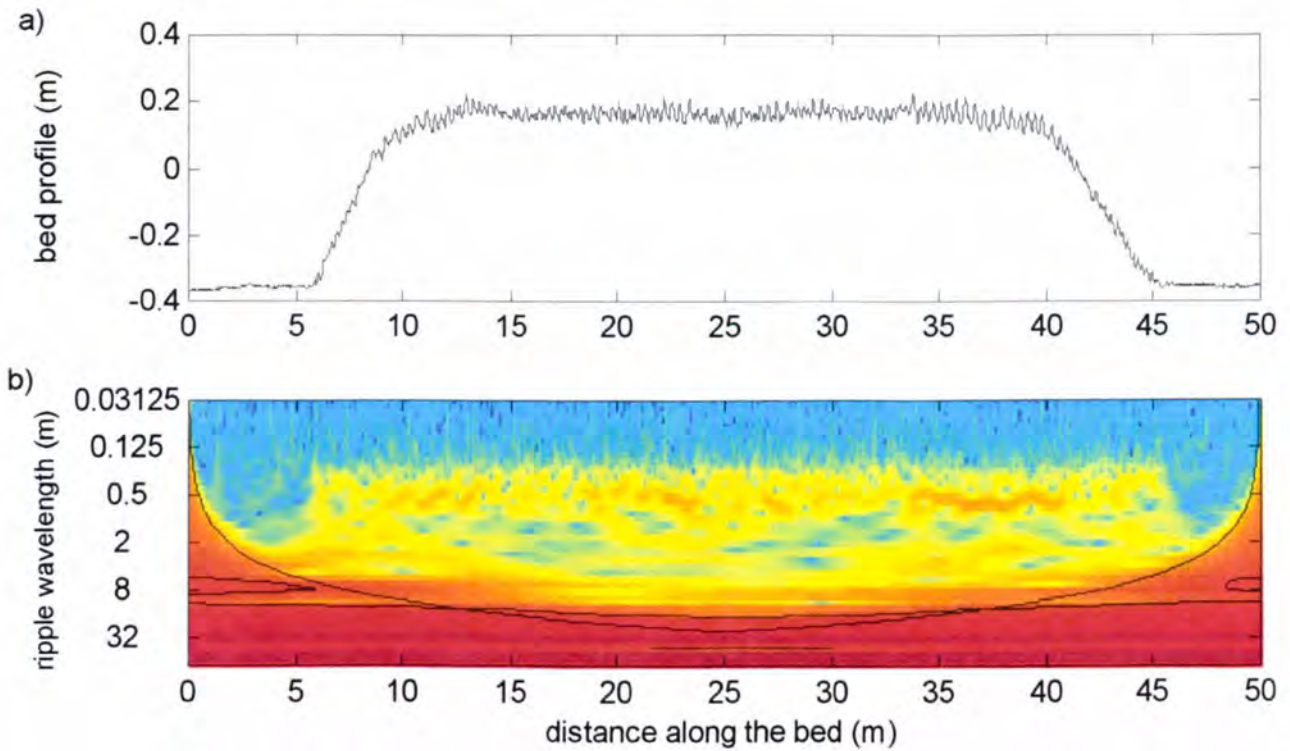 a)
bed profile (m)
0.4
0.2
0
-0.2
-0.4
0 5 10 15 20 25 30 35 40 45 50
b)
ripple wavelength (m)
0.03125
0.125
0.5
2
8
32
0 5 10 15 20 25 30 35 40 45 50
distance along the bed (m)